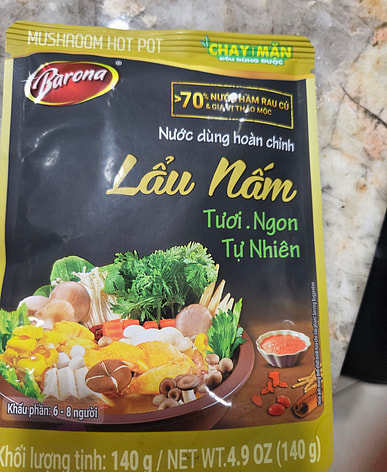 MUSHROOM HOT POT
CHAY MẶN
ĐỀU DÙNG ĐƯỢC
Barona
>70% NƯỚC HẦM RAU CỦ
& GIA VỊ THẢO MỘC
Nước dùng hoàn chỉnh
Lẩu Nấm
Tươi.Ngon
Tự Nhiên
Khẩu phần: 6 - 8 người
Khối lượng tịnh: 140 g / NET WT.4.9 OZ (140 g)